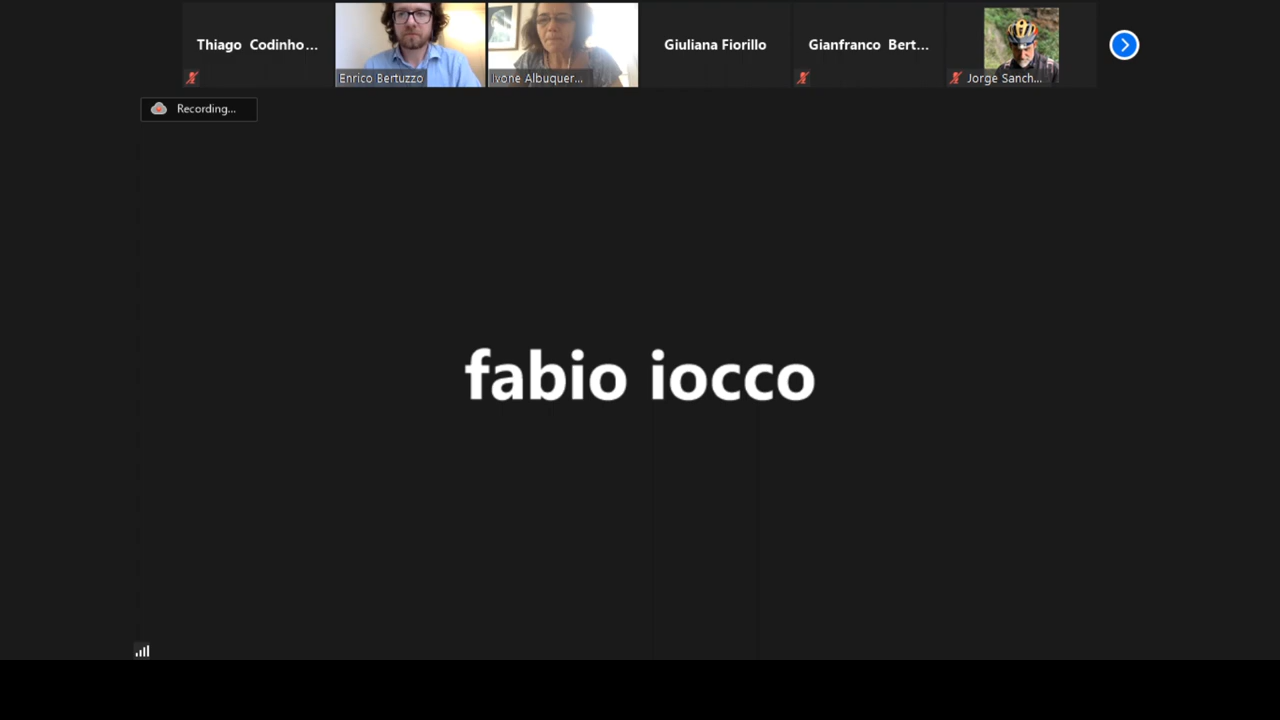 Thiago Codinho...
Enrico Bertuzzo
Ivone Albuquer...
Giuliana Fiorillo
Gianfranco Bert...
Jorge Sanch...
Recording...
fabio iocco